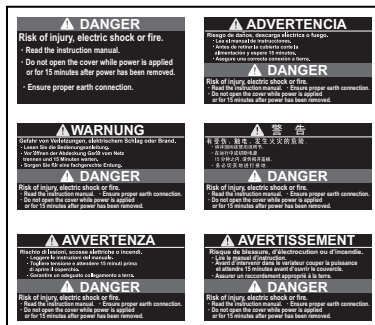 DANGER
Risk of injury, electric shock or fire.
· Read the instruction manual.
· Do not open the cover while power is applied
or for 15 minutes after power has been removed.
· Ensure proper earth connection.
ADVERTENCIA
Riesgo de daños, descarga eléctrica o fuego.
· Lea el manual de instrucciones.
· Antes de retirar la cubierta corte la
alimentación y espere 15 minutos.
· Asegure una correcta conexión a tierra.
DANGER
Risk of injury, electric shock or fire.
· Read the instruction manual. · Ensure proper earth connection.
· Do not open the cover while power is applied
or for 15 minutes after power has been removed.
WARNUNG
Gefahr von Verletzungen, elektrischem Schlag oder Brand.
· Lesen Sie die Bedienungsanleitung.
· Vor Öffnen der Abdeckung Gerät vom Netz
trennen und 15 Minuten warten.
· Sorgen Sie für eine fachgerechte Erdung.
DANGER
Risk of injury, electric shock or fire.
· Read the instruction manual. · Ensure proper earth connection.
· Do not open the cover while power is applied
or for 15 minutes after power has been removed.
警 告
有受伤、触电、发生火灾的危险
DANGER
Risk of injury, electric shock or fire.
· Read the instruction manual. · Ensure proper earth connection.
· Do not open the cover while power is applied
or for 15 minutes after power has been removed.
AVVERTENZA
Rischio di lesioni, scosse elettriche o incendi.
· Leggere le istruzioni del manuale.
· Togliere tensione e attendere 15 minuti prima
di aprire il coperchio.
· Garantire un adeguato collegamento a terra.
DANGER
Risk of injury, electric shock or fire.
· Read the instruction manual. · Ensure proper earth connection.
· Do not open the cover while power is applied
or for 15 minutes after power has been removed.
AVERTISSEMENT
Risque de blessure, d'électrocution ou d'incendie.
· Lire le manuel d'instruction.
· Avant d'intervenir dans le variateur couper la puissance
et attendre 15 minutes avant d'ouvrir le couvercle.
· Assurer un raccordement approprié à la terre.
DANGER
Risk of injury, electric shock or fire.
· Read the instruction manual. · Ensure proper earth connection.
· Do not open the cover while power is applied
or for 15 minutes after power has been removed.